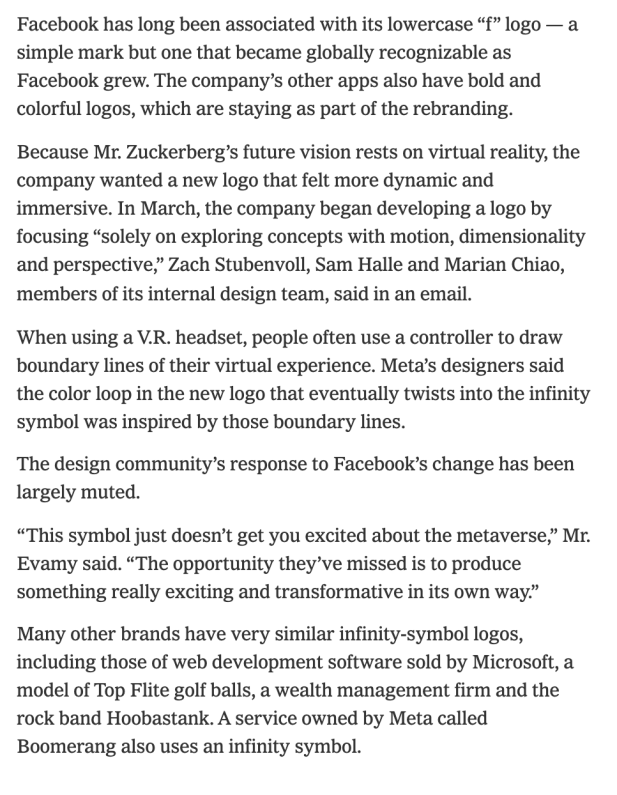 Facebook has long been associated with its lowercase “f” logo — a
simple mark but one that became globally recognizable as
Facebook grew. The company’s other apps also have bold and
colorful logos, which are staying as part of the rebranding.
Because Mr. Zuckerberg’s future vision rests on virtual reality, the
company wanted a new logo that felt more dynamic and
immersive. In March, the company began developing a logo by
focusing “solely on exploring concepts with motion, dimensionality
and perspective,” Zach Stubenvoll, Sam Halle and Marian Chiao,
members of its internal design team, said in an email.
When using a V.R. headset, people often use a controller to draw
boundary lines of their virtual experience. Meta’s designers said
the color loop in the new logo that eventually twists into the infinity
symbol was inspired by those boundary lines.
The design community’s response to Facebook’s change has been
largely muted.
“This symbol just doesn’t get you excited about the metaverse,” Mr.
Evamy said. “The opportunity they’ve missed is to produce
something really exciting and transformative in its own way.”
Many other brands have very similar infinity-symbol logos,
including those of web development software sold by Microsoft, a
model of Top Flite golf balls, a wealth management firm and the
rock band Hoobastank. A service owned by Meta called
Boomerang also uses an infinity symbol.